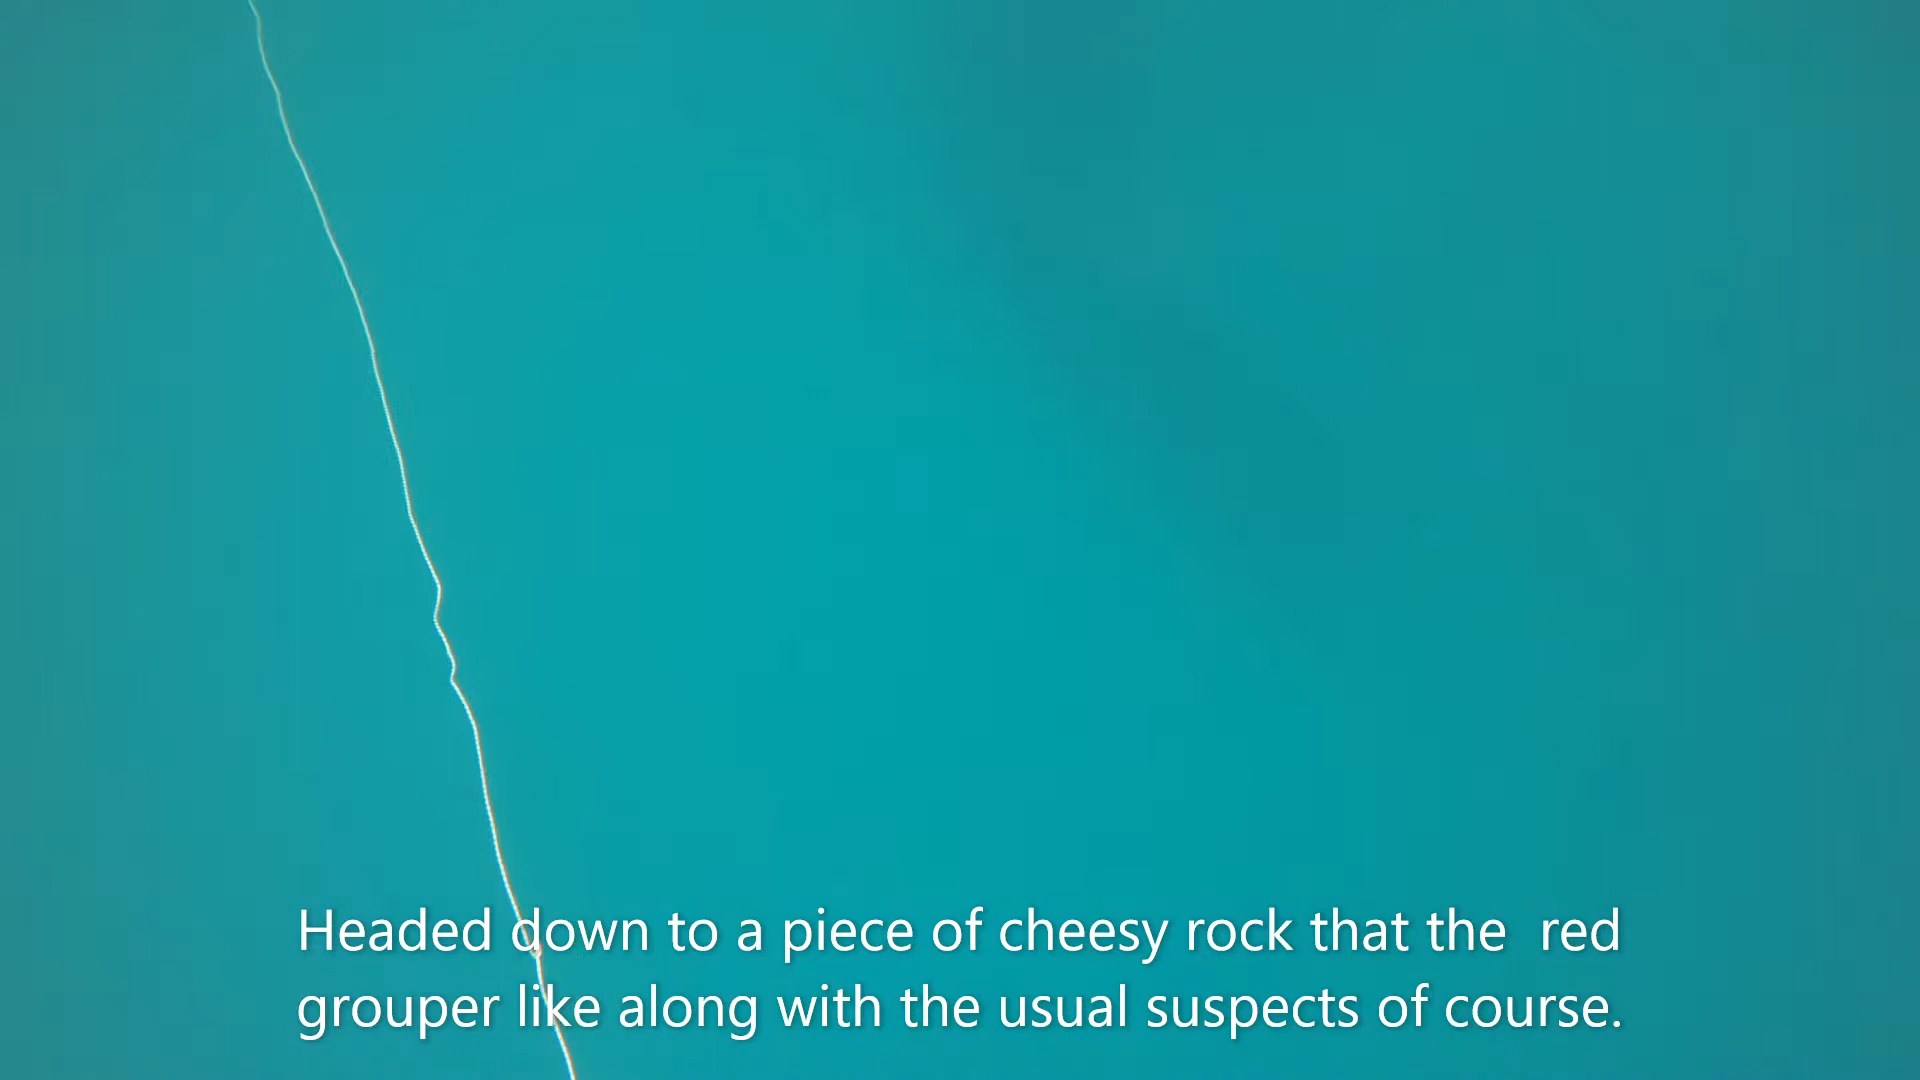 Headed down to a piece of cheesy rock that the  red
grouper like along with the usual suspects of course.